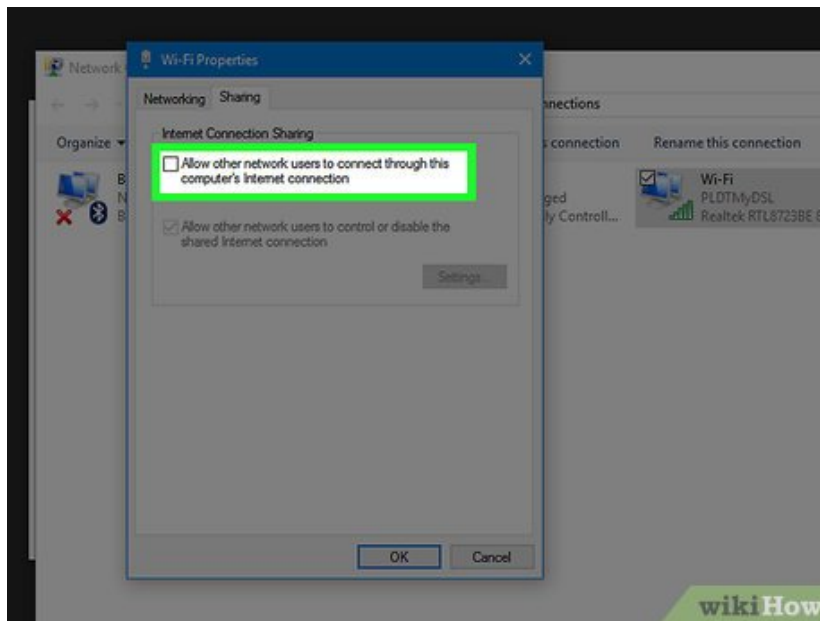 Wi-Fi Properties
Network
Networking Sharing
nnections
Internet Connection Sharing
Organize
s connection
Rename this connection
Allow other network users to connect through this
computer's Internet connection
B
N
B
ged
ly Controll...
Wi-Fi
PLDTMyDSL
Realtek RTL8723BE
Allow other network users to control or disable the
shared Internet connection
Settings...
OK
Cancel
wikiHow